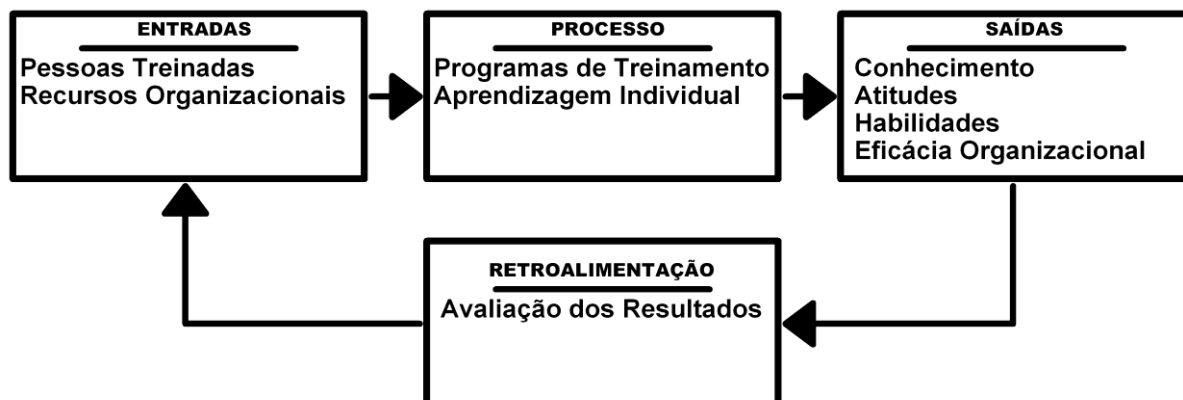 ENTRADAS
Pessoas Treinadas
Recursos Organizacionais
PROCESSO
Programas de Treinamento
Aprendizagem Individual
SAÍDAS
Conhecimento
Atitudes
Habilidades
Eficácia Organizacional
RETROALIMENTAÇÃO
Avaliação dos Resultados